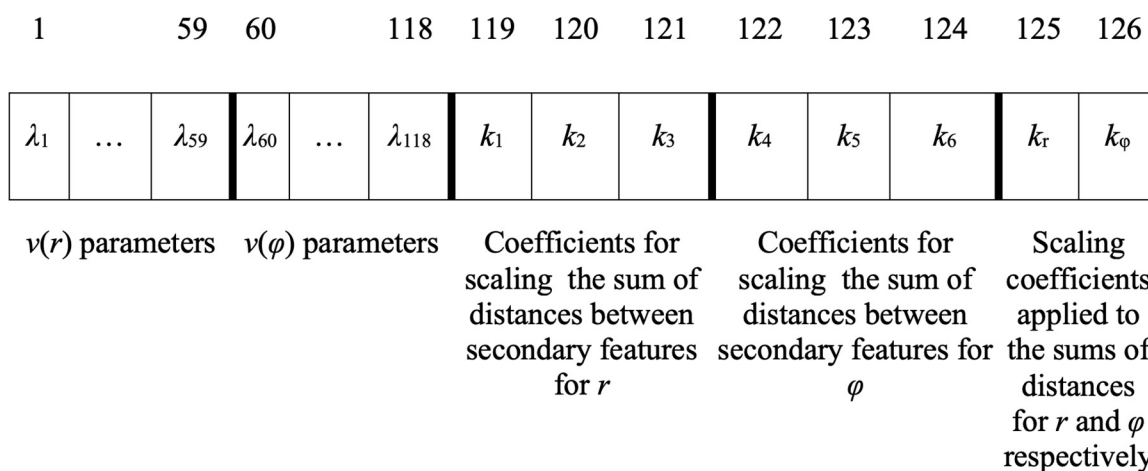 1 59 60 118 119 120 121 122 123 124 125 126
λ1 … λ59 λ60 … λ118 k1 k2 k3 k4 k5 k6 kr kφ
v(r) parameters
v(φ) parameters
Coefficients for
scaling the sum of
distances between
secondary features
for r
Coefficients for
scaling the sum of
distances between
secondary features for
φ
Scaling
coefficients
applied to
the sums of
distances
for r and φ
respectively